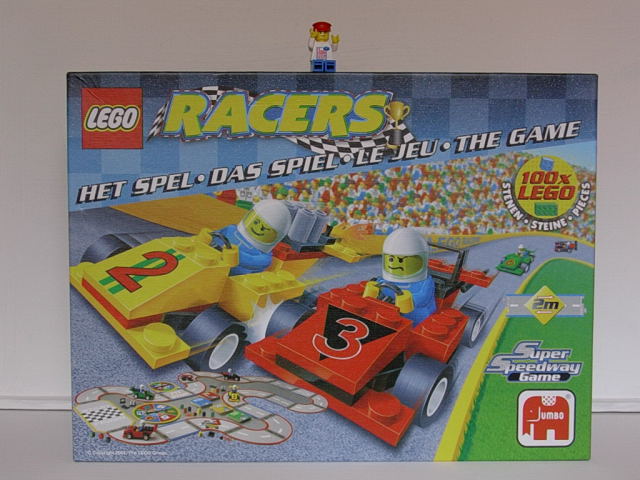 LEGO
RACERS
HET SPEL • DAS SPIEL • LE JEU • THE GAME
100x
LEGO
STENEN • STEINE • PIECES
2
3
2m
Super
Speedway
Game
JUMBO